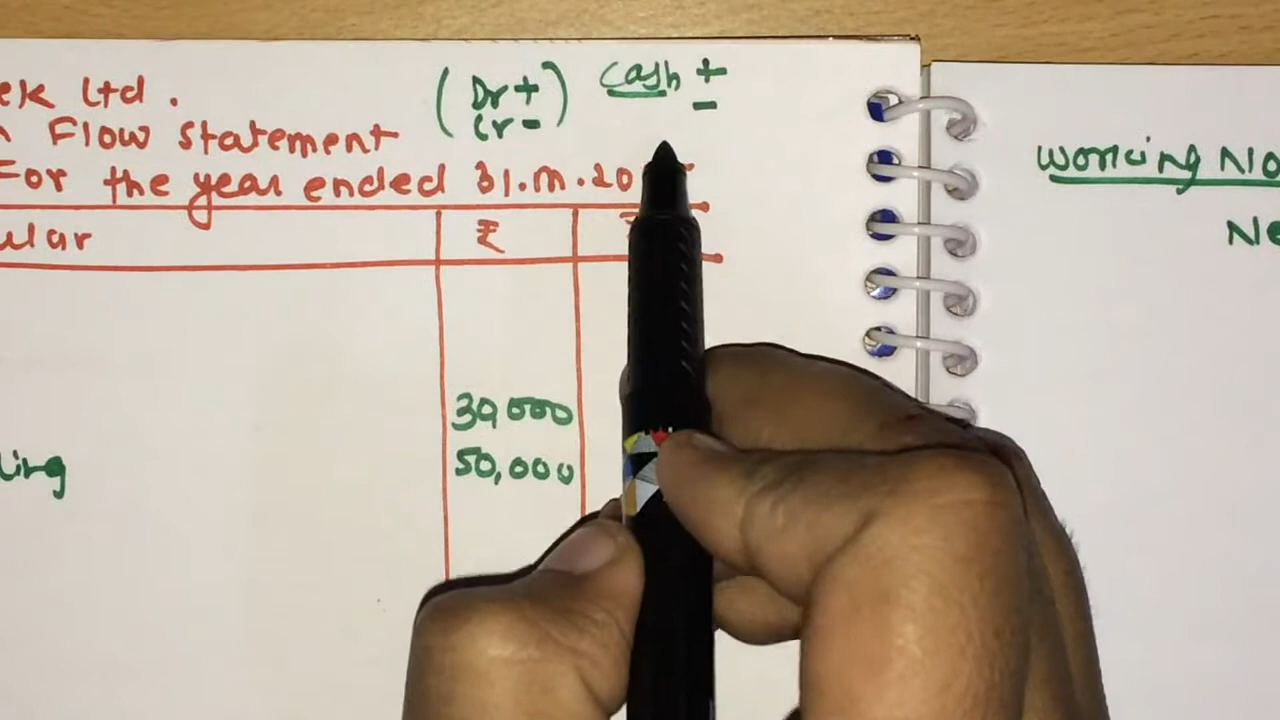 ek Ltd.
(Dr + Cr -) Cash + -
Flow Statement
For the year ended 31.m.20
ular ₹
30,000
ling 50,000
Working No
Ne